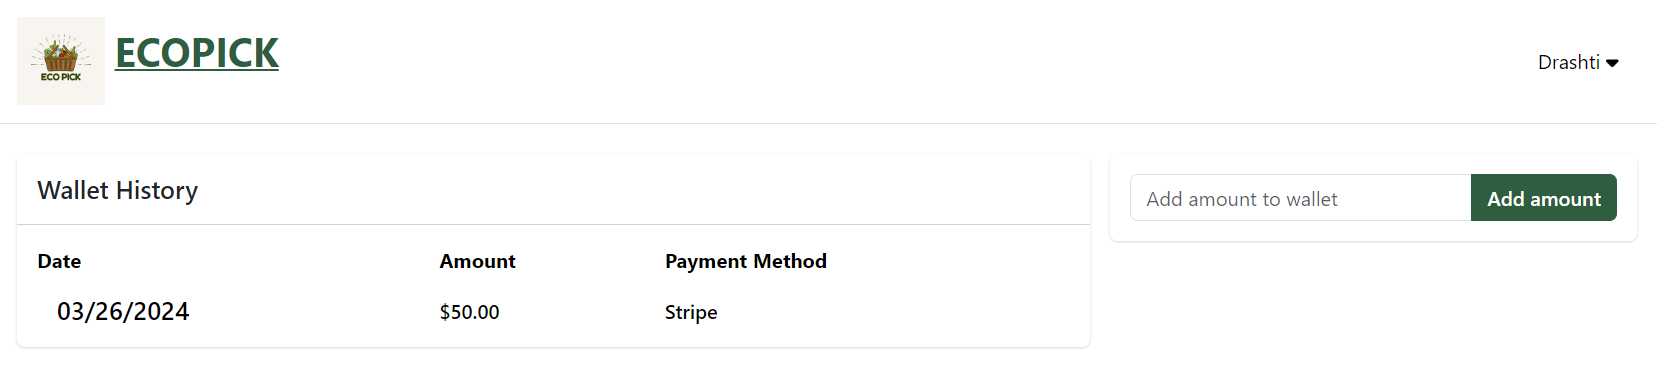 ECO PICK
ECOPICK
Drashti
Wallet History
Date Amount Payment Method
03/26/2024 $50.00 Stripe
Add amount to wallet Add amount